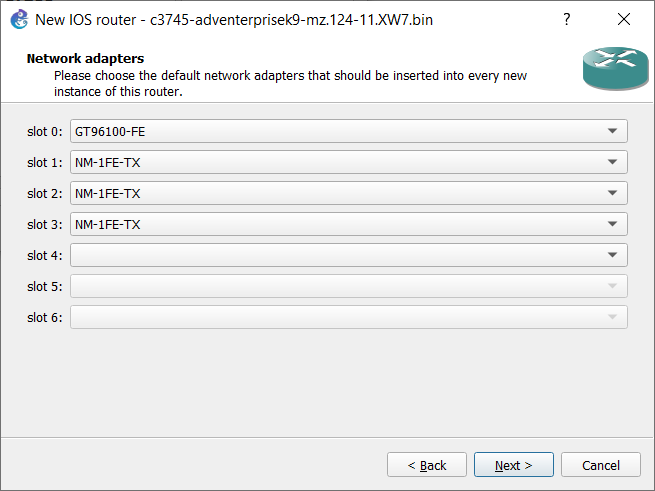 New IOS router - c3745-adventerprisek9-mz.124-11.XW7.bin
?
Network adapters
Please choose the default network adapters that should be inserted into every new
instance of this router.
slot 0: GT96100-FE
slot 1: NM-1FE-TX
slot 2: NM-1FE-TX
slot 3: NM-1FE-TX
slot 4:
slot 5:
slot 6:
< Back Next > Cancel